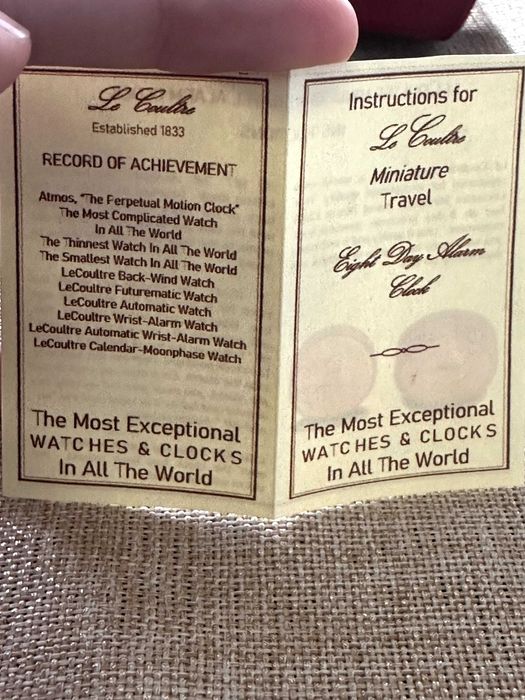 Le Coultre
Established 1833
RECORD OF ACHIEVEMENT
Atmos, "The Perpetual Motion Clock"
The Most Complicated Watch
In All The World
The Thinnest Watch In All The World
The Smallest Watch In All The World
LeCoultre Back-Wind Watch
LeCoultre Futurematic Watch
LeCoultre Automatic Watch
LeCoultre Wrist-Alarm Watch
LeCoultre Automatic Wrist-Alarm Watch
LeCoultre Calendar-Moonphase Watch
The Most Exceptional
WATCHES & CLOCKS
In All The World
Instructions for
Le Coultre
Miniature
Travel
Eight Day Alarm
Clock
The Most Exceptional
WATCHES & CLOCKS
In All The World